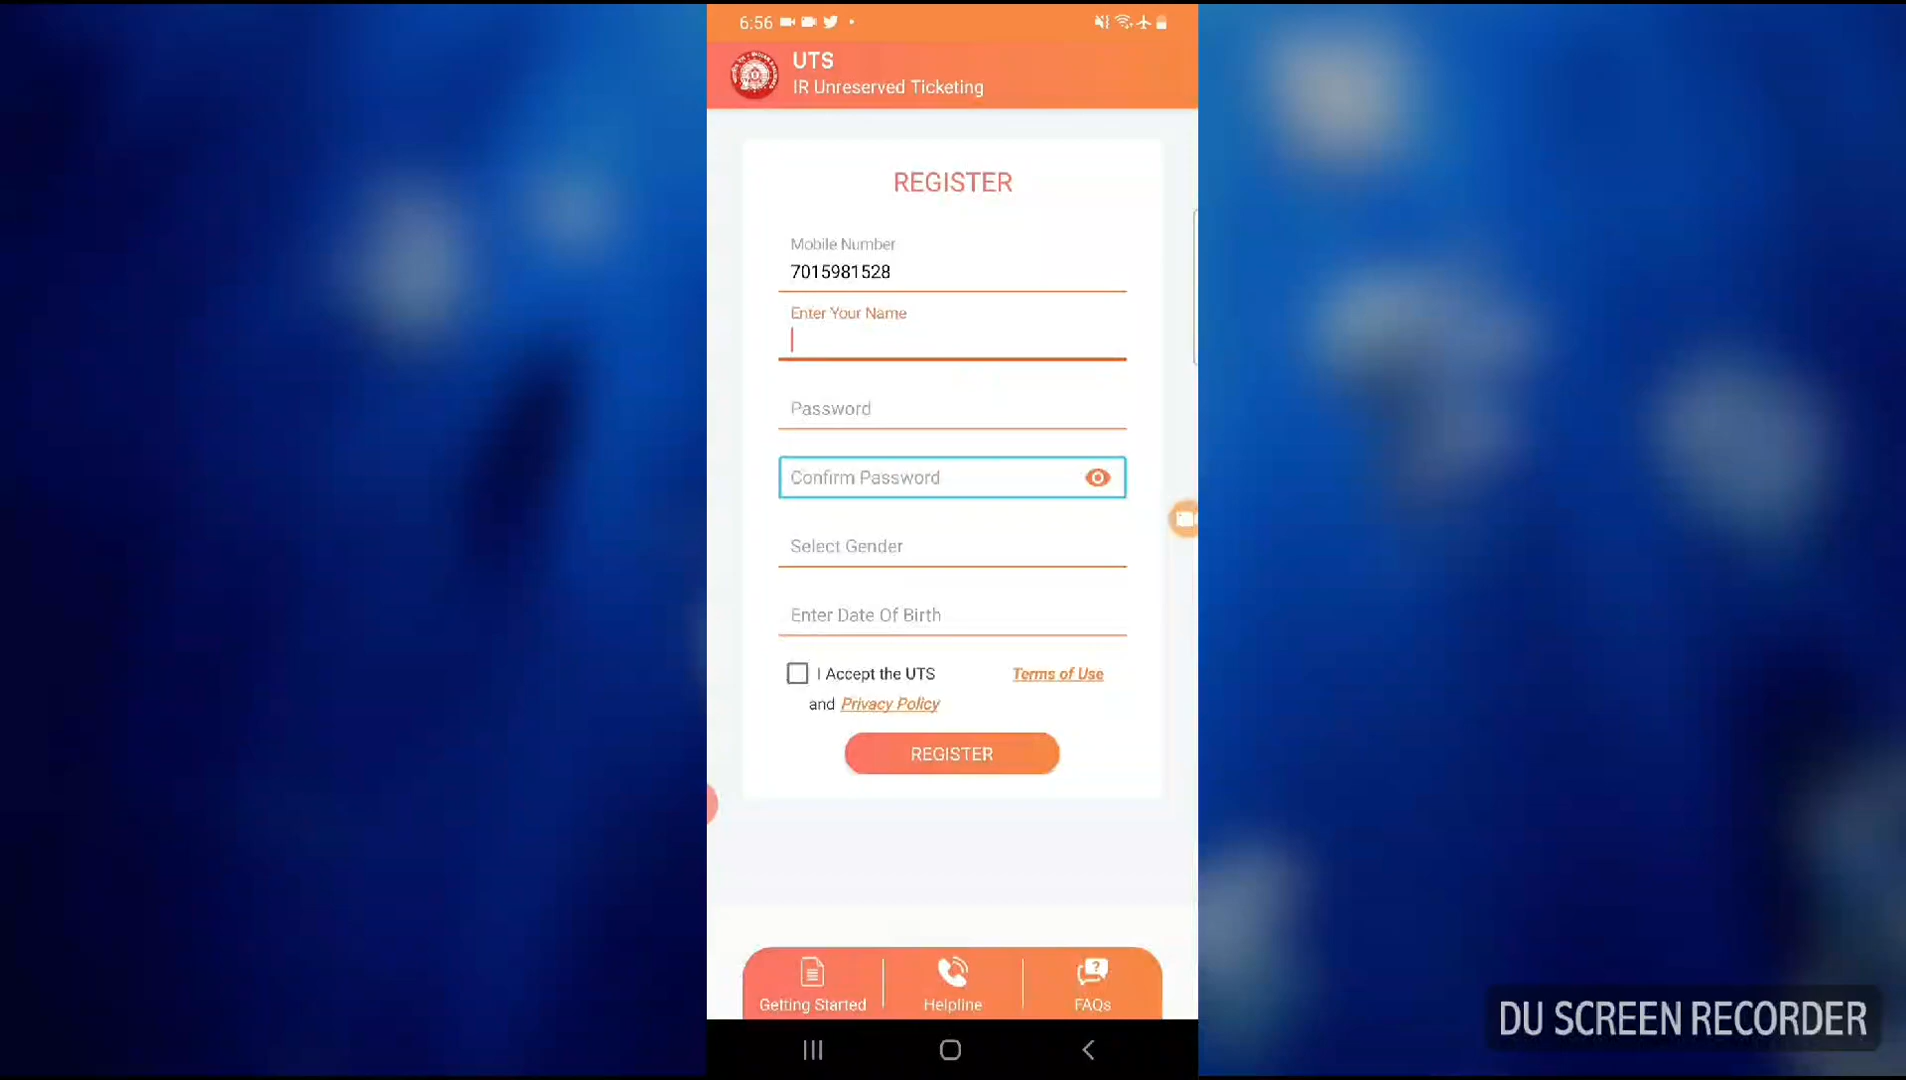 6:56
UTS
IR Unreserved Ticketing
REGISTER
Mobile Number
7015981528
Enter Your Name
Password
Confirm Password
Select Gender
Enter Date Of Birth
I Accept the UTS Terms of Use
and Privacy Policy
REGISTER
Getting Started Helpline FAQs
DU SCREEN RECORDER